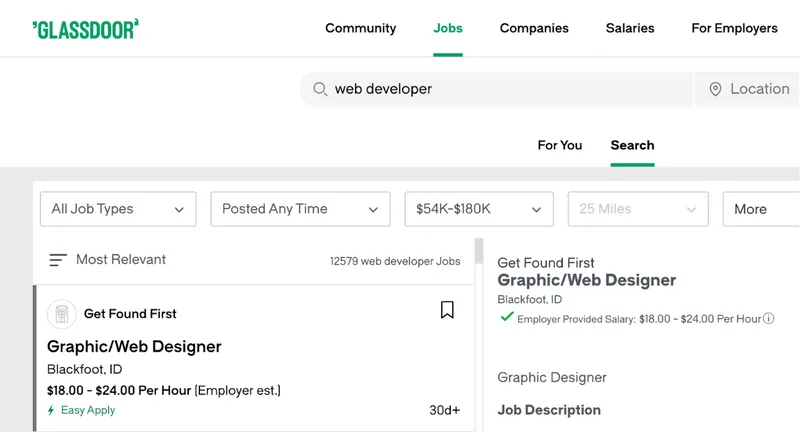 GLASSDOOR
Community Jobs Companies Salaries For Employers
web developer
Location
For You Search
All Job Types Posted Any Time $54K-$180K 25 Miles More
Most Relevant
12579 web developer Jobs
Get Found First
Graphic/Web Designer
Blackfoot, ID
$18.00 - $24.00 Per Hour (Employer est.)
Easy Apply
30d+
Get Found First
Graphic/Web Designer
Blackfoot, ID
Employer Provided Salary: $18.00 - $24.00 Per Hour
Graphic Designer
Job Description